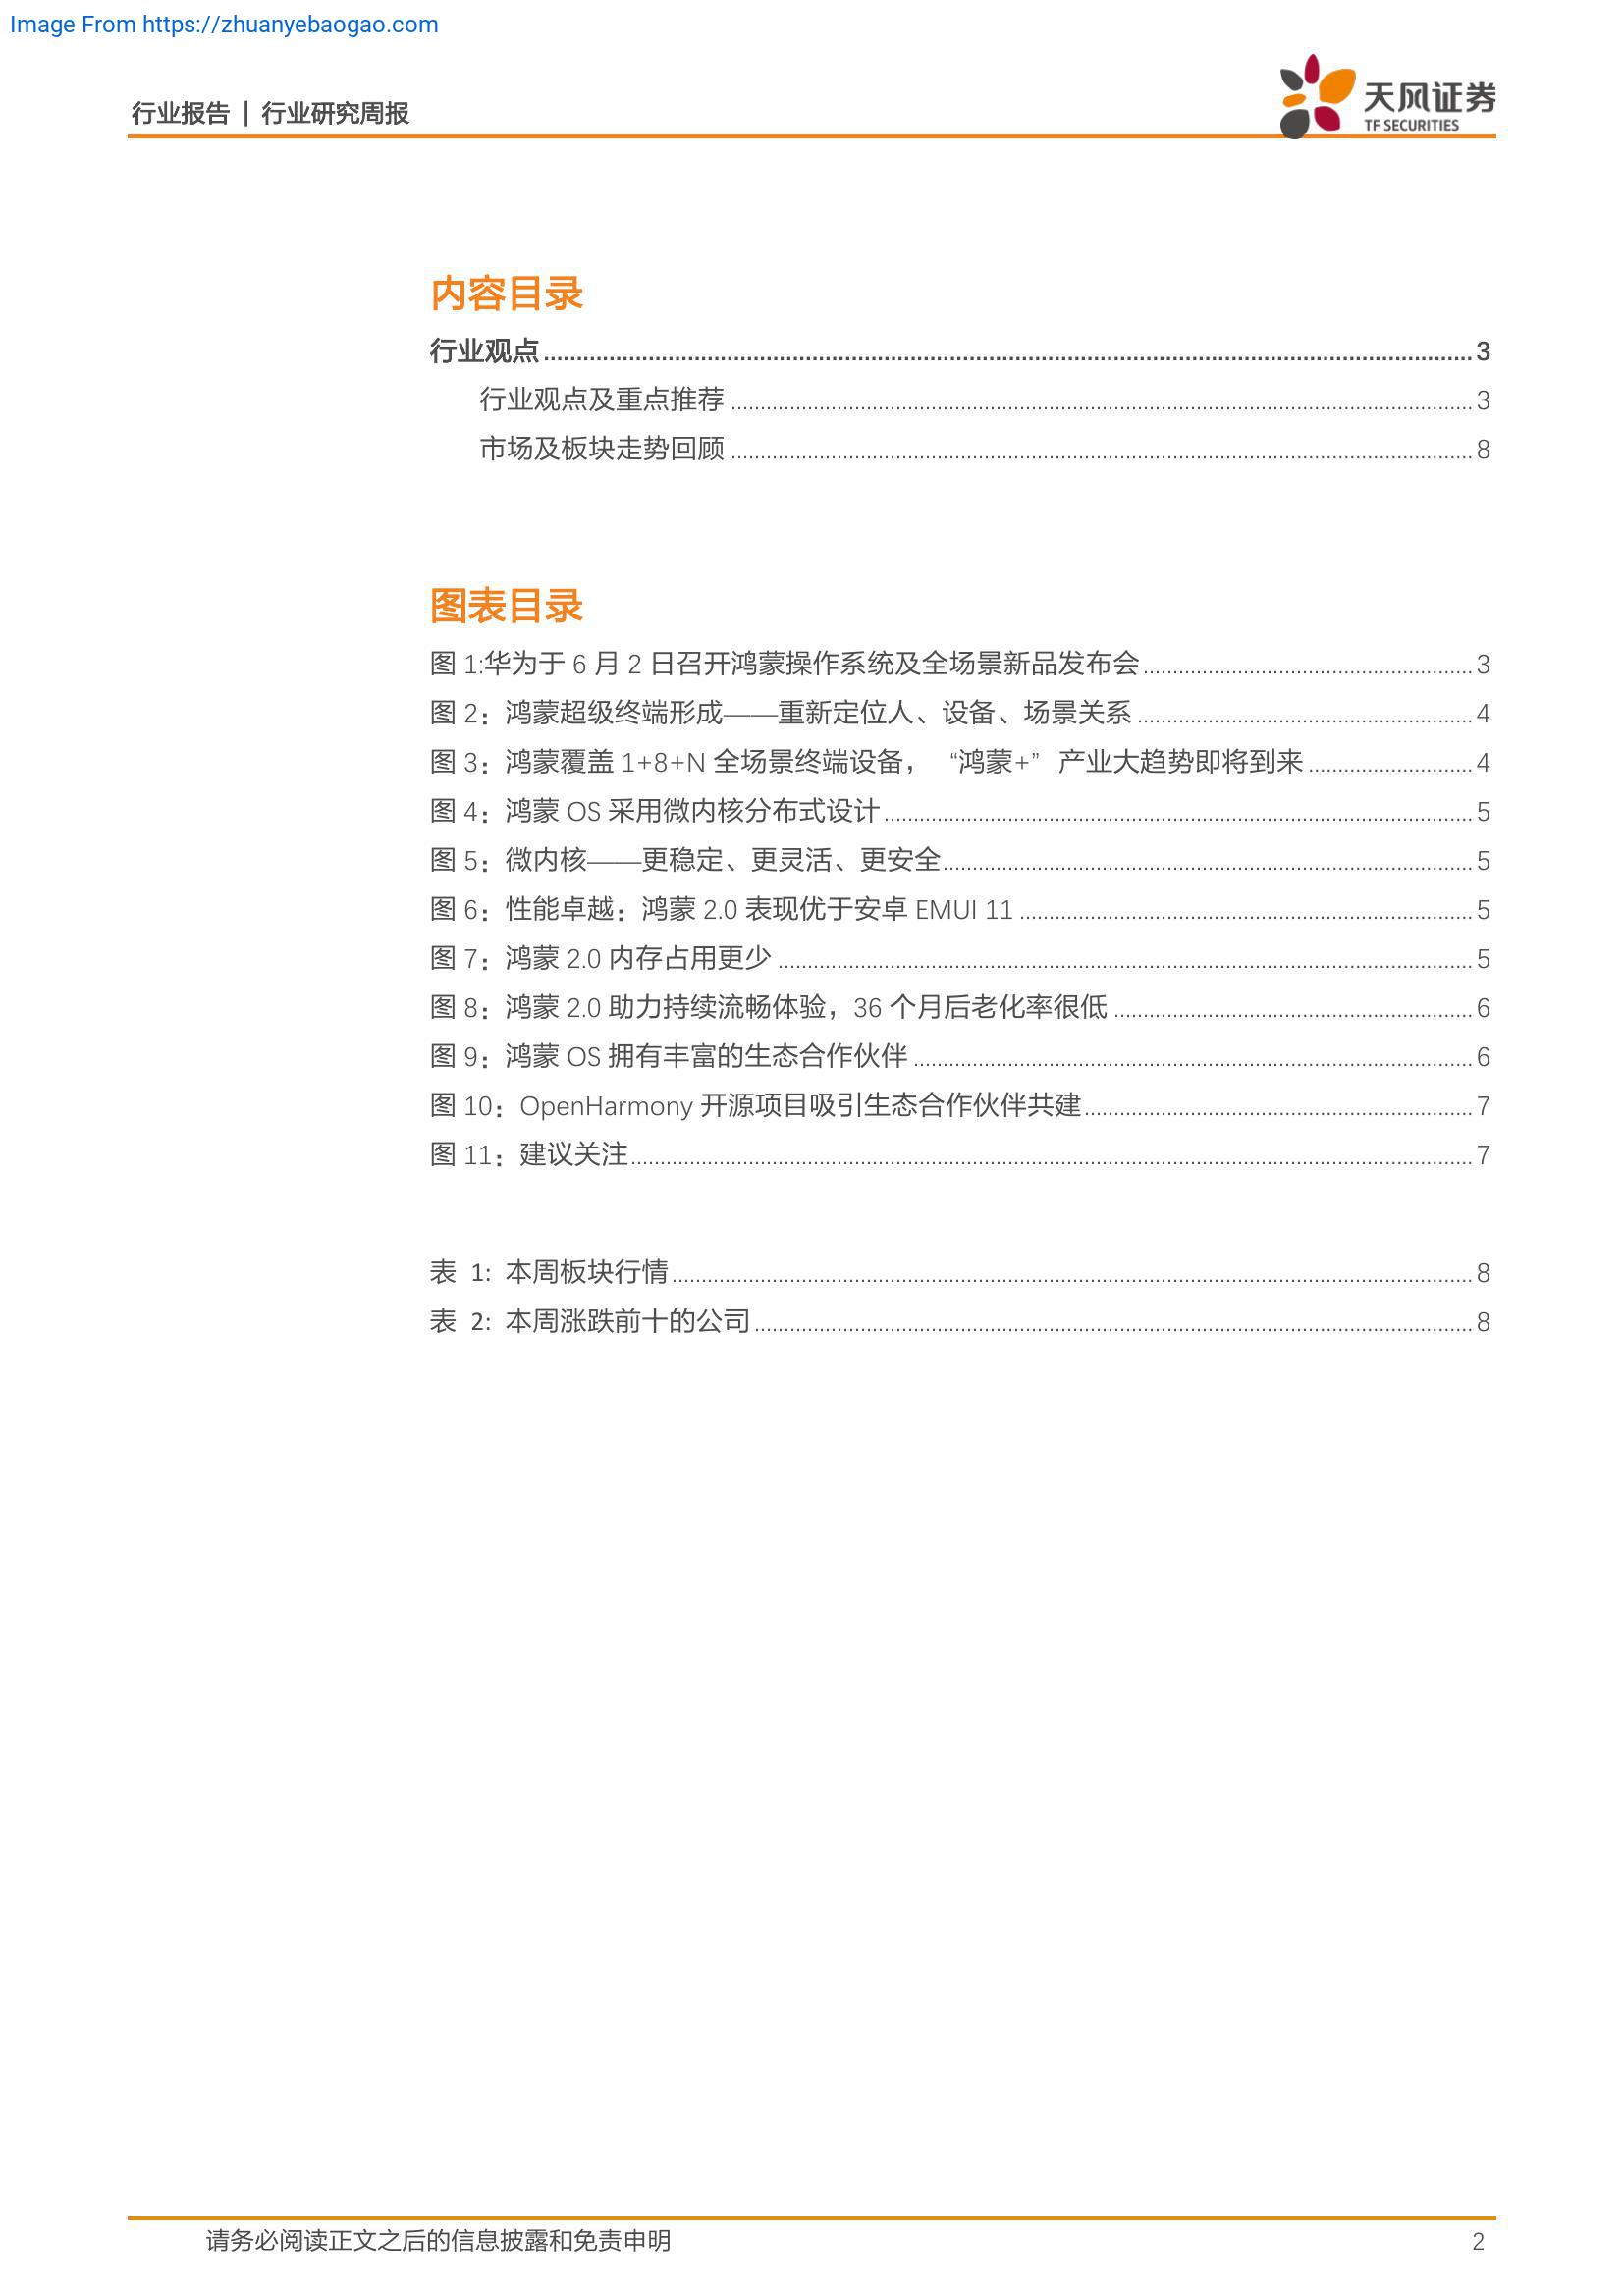 Image From https://zhuanyebaogao.com
行业报告 | 行业研究周报
天风证券
TF SECURITIES
内容目录
行业观点 3
行业观点及重点推荐 3
市场及板块走势回顾 8
图表目录
图 1:华为于 6 月 2 日召开鸿蒙操作系统及全场景新品发布会 3
图 2：鸿蒙超级终端形成——重新定位人、设备、场景关系 4
图 3：鸿蒙覆盖 1+8+N 全场景终端设备，“鸿蒙+”产业大趋势即将到来 4
图 4：鸿蒙 OS 采用微内核分布式设计 5
图 5：微内核——更稳定、更灵活、更安全 5
图 6：性能卓越：鸿蒙 2.0 表现优于安卓 EMUI 11 5
图 7：鸿蒙 2.0 内存占用更少 5
图 8：鸿蒙 2.0 助力持续流畅体验，36 个月后老化率很低 6
图 9：鸿蒙 OS 拥有丰富的生态合作伙伴 6
图 10：OpenHarmony 开源项目吸引生态合作伙伴共建 7
图 11：建议关注 7
表 1: 本周板块行情 8
表 2: 本周涨跌前十的公司 8
请务必阅读正文之后的信息披露和免责申明 2